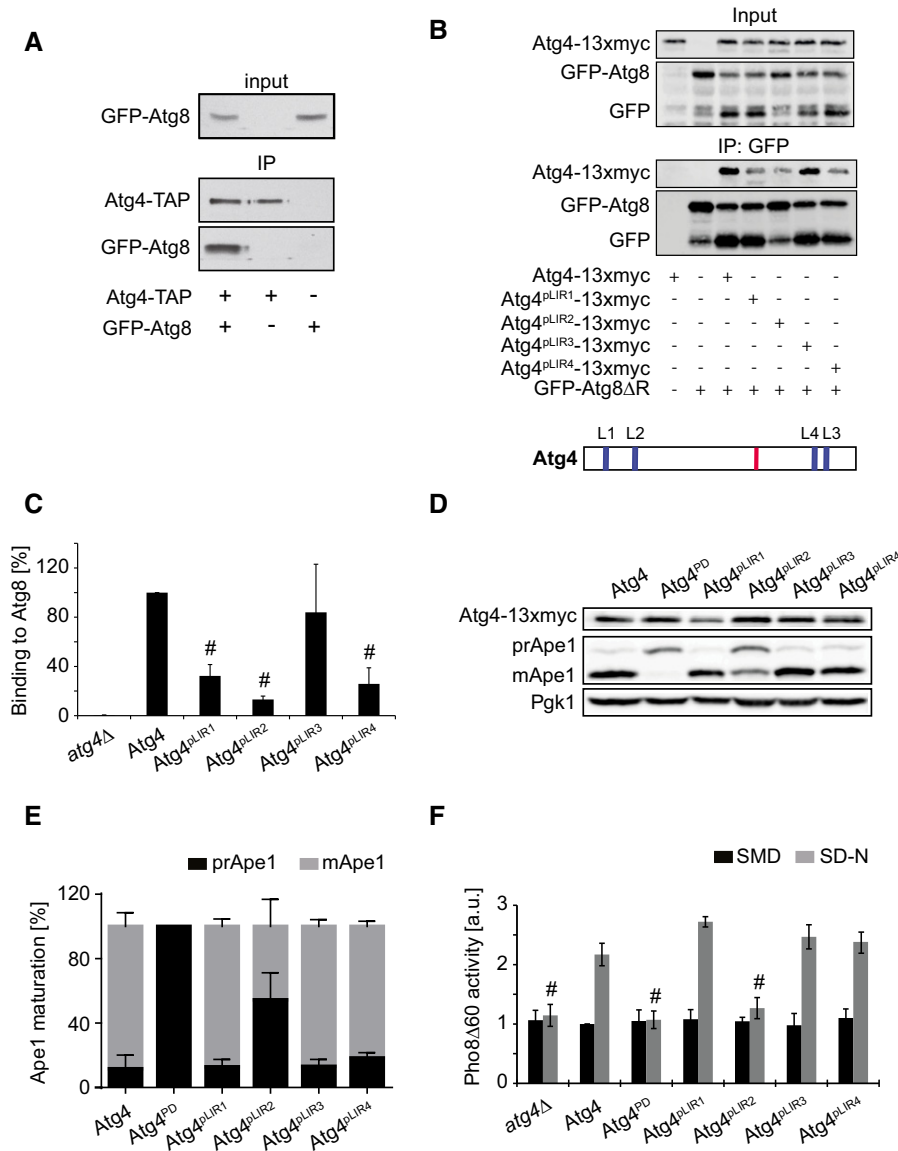 A
input
GFP-Atg8
IP
Atg4-TAP
GFP-Atg8
Atg4-TAP + + -
GFP-Atg8 + - +
B
Input
Atg4-13xmyc
GFP-Atg8
GFP
IP: GFP
Atg4-13xmyc
GFP-Atg8
GFP
Atg4-13xmyc + - + - - - -
Atg4pLIR1-13xmyc - - - + - - -
Atg4pLIR2-13xmyc - - - - + - -
Atg4pLIR3-13xmyc - - - - - + -
Atg4pLIR4-13xmyc - - - - - - +
GFP-Atg8ΔR - + + + + + +
L1 L2 L4 L3
Atg4
C
Binding to Atg8 [%]
120
80
40
0
# # #
atg4Δ Atg4 Atg4pLIR1 Atg4pLIR2 Atg4pLIR3 Atg4pLIR4
D
Atg4 Atg4PD Atg4pLIR1 Atg4pLIR2 Atg4pLIR3 Atg4pLIR4
Atg4-13xmyc
prApe1
mApe1
Pgk1
E
prApe1 mApe1
Ape1 maturation [%]
120
80
40
0
Atg4 Atg4PD Atg4pLIR1 Atg4pLIR2 Atg4pLIR3 Atg4pLIR4
F
SMD SD-N
Pho8Δ60 activity [a.u.]
3
2
1
0
# # #
atg4Δ Atg4 Atg4PD Atg4pLIR1 Atg4pLIR2 Atg4pLIR3 Atg4pLIR4